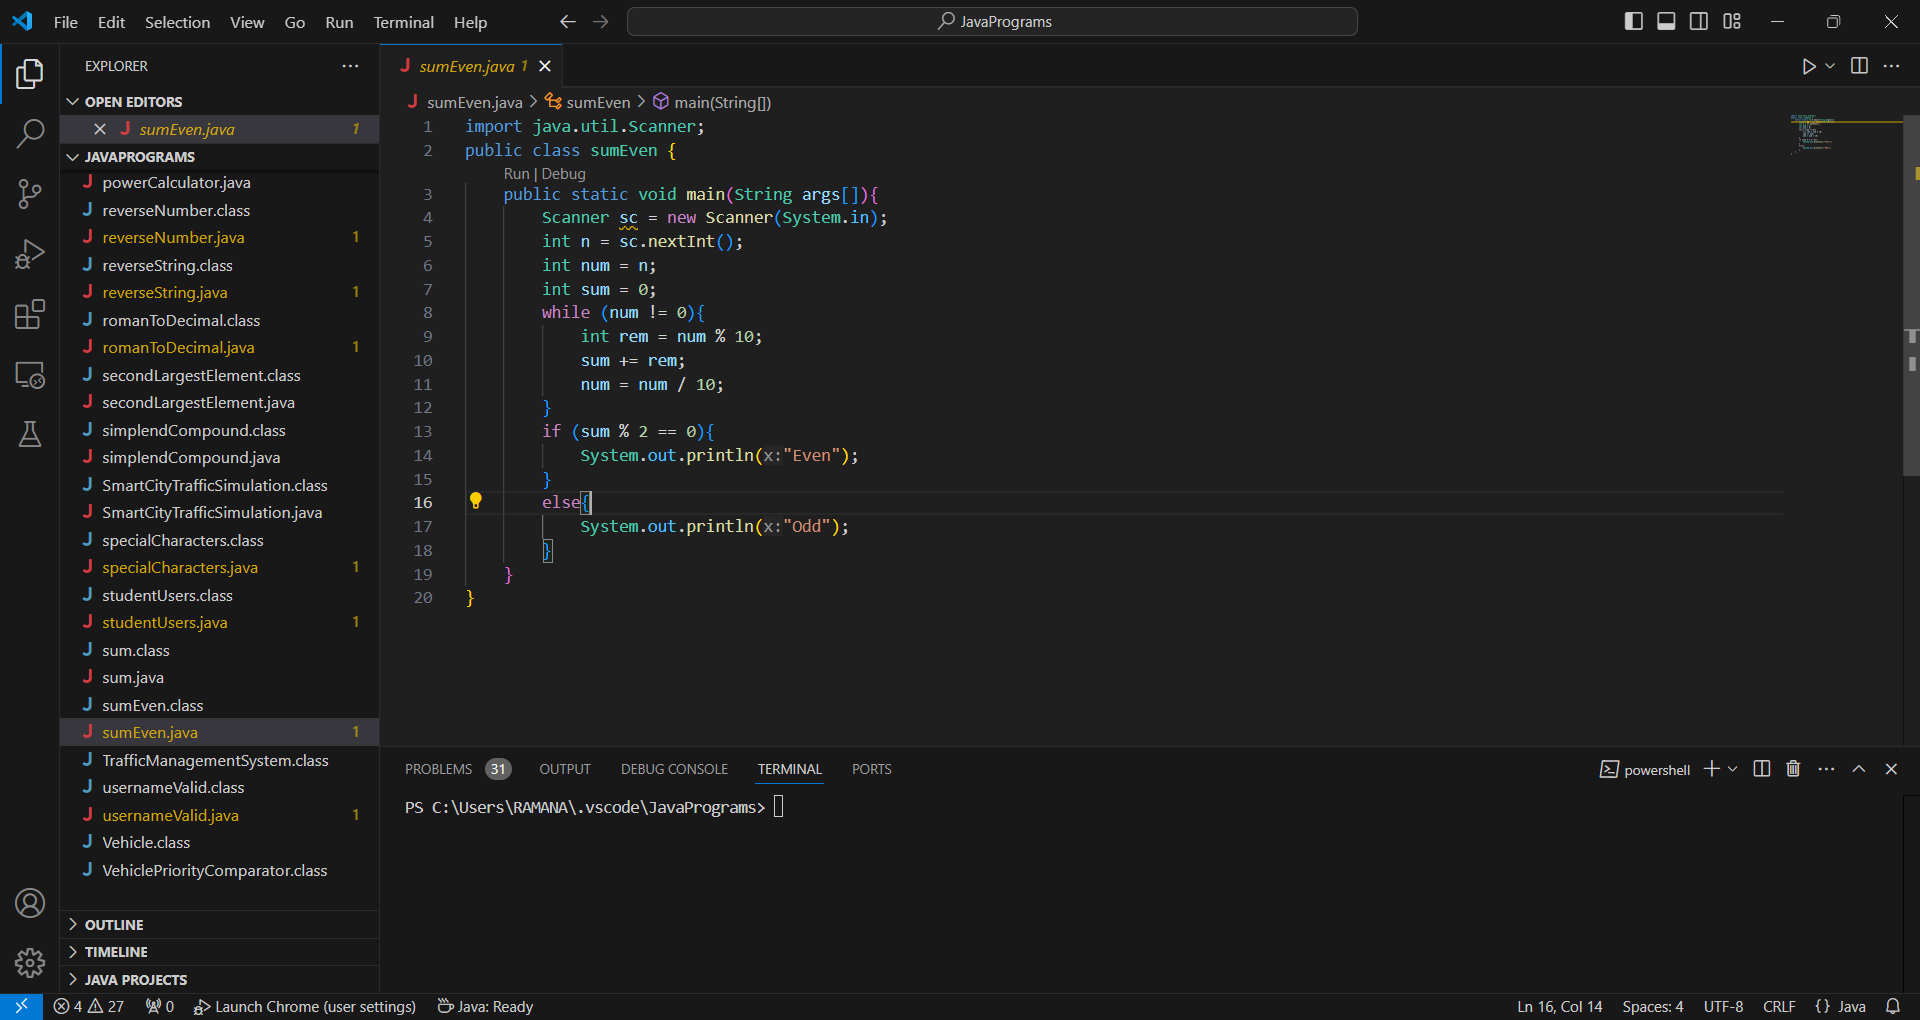 File Edit Selection View Go Run Terminal Help JavaPrograms
EXPLORER
OPEN EDITORS
sumEven.java 1
JAVAPROGRAMS
powerCalculator.java
reverseNumber.class
reverseNumber.java 1
reverseString.class
reverseString.java 1
romanToDecimal.class
romanToDecimal.java 1
secondLargestElement.class
secondLargestElement.java
simplendCompound.class
simplendCompound.java
SmartCityTrafficSimulation.class
SmartCityTrafficSimulation.java
specialCharacters.class
specialCharacters.java 1
studentUsers.class
studentUsers.java 1
sum.class
sum.java
sumEven.class
sumEven.java 1
TrafficManagementSystem.class
usernameValid.class
usernameValid.java 1
Vehicle.class
VehiclePriorityComparator.class
OUTLINE
TIMELINE
JAVA PROJECTS
sumEven.java 1
sumEven.java > sumEven > main(String[])
1 import java.util.Scanner;
2 public class sumEven {
Run | Debug
3 public static void main(String args[]){
4 Scanner sc = new Scanner(System.in);
5 int n = sc.nextInt();
6 int num = n;
7 int sum = 0;
8 while (num != 0){
9 int rem = num % 10;
10 sum += rem;
11 num = num / 10;
12 }
13 if (sum % 2 == 0){
14 System.out.println(x:"Even");
15 }
16 else{
17 System.out.println(x:"Odd");
18 }
19 }
20 }
PROBLEMS 31 OUTPUT DEBUG CONSOLE TERMINAL PORTS powershell
PS C:\Users\RAMANA\.vscode\JavaPrograms>
4 27 0 Launch Chrome (user settings) Java: Ready Ln 16, Col 14 Spaces: 4 UTF-8 CRLF {} Java